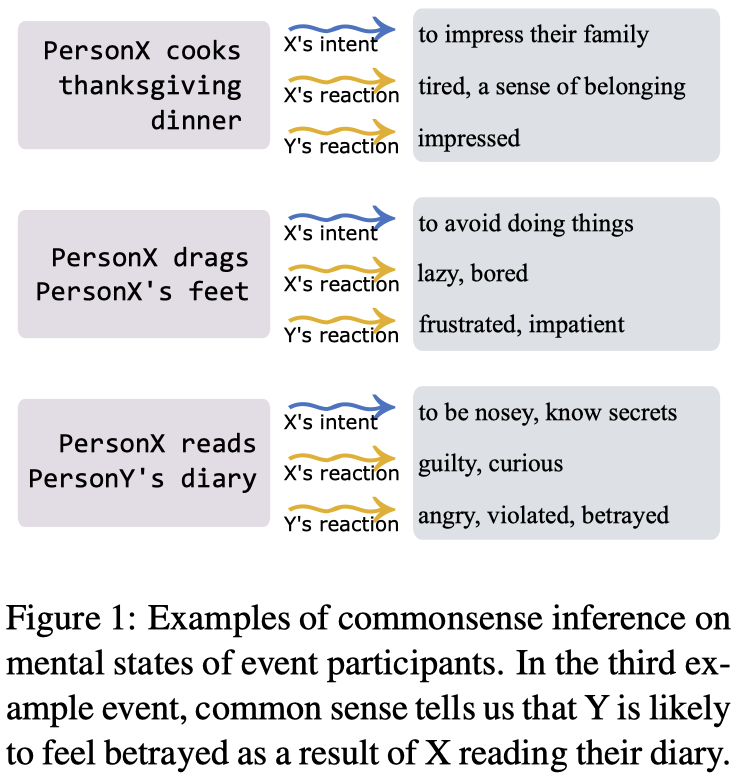 PersonX cooks
thanksgiving
dinner
X's intent
to impress their family
X's reaction
tired, a sense of belonging
Y's reaction
impressed
PersonX drags
PersonX's feet
X's intent
to avoid doing things
X's reaction
lazy, bored
Y's reaction
frustrated, impatient
PersonX reads
PersonY's diary
X's intent
to be nosey, know secrets
X's reaction
guilty, curious
Y's reaction
angry, violated, betrayed
Figure 1: Examples of commonsense inference on
mental states of event participants. In the third ex-
ample event, common sense tells us that Y is likely
to feel betrayed as a result of X reading their diary.